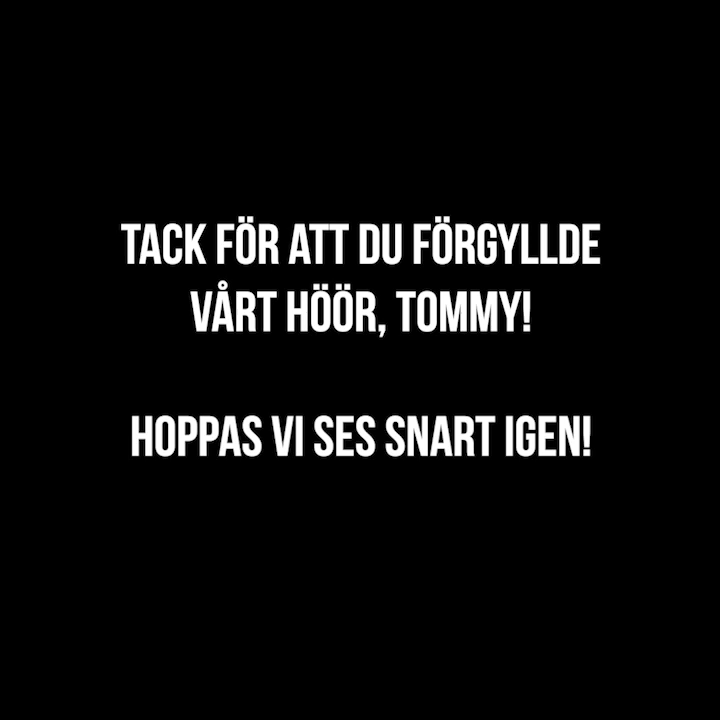 TACK FÖR ATT DU FÖRGYLLDE
VÅRT HÖÖR, TOMMY!
HOPPAS VI SES SNART IGEN!